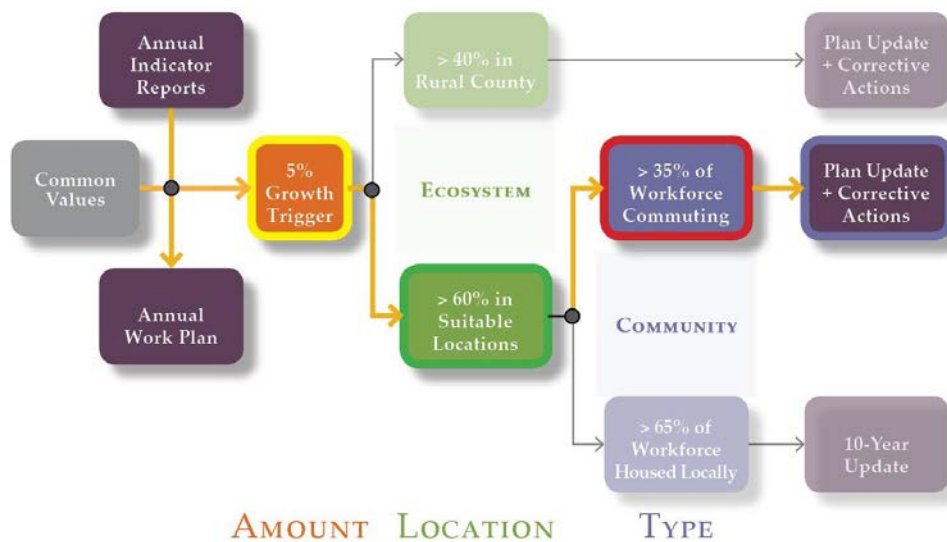 Annual
Indicator
Reports
> 40% in
Rural County
Plan Update
+ Corrective
Actions
Common
Values
5%
Growth
Trigger
ECOSYSTEM
> 35% of
Workforce
Commuting
Plan Update
+ Corrective
Actions
Annual
Work Plan
> 60% in
Suitable
Locations
COMMUNITY
> 65% of
Workforce
Housed Locally
10-Year
Update
AMOUNT LOCATION TYPE